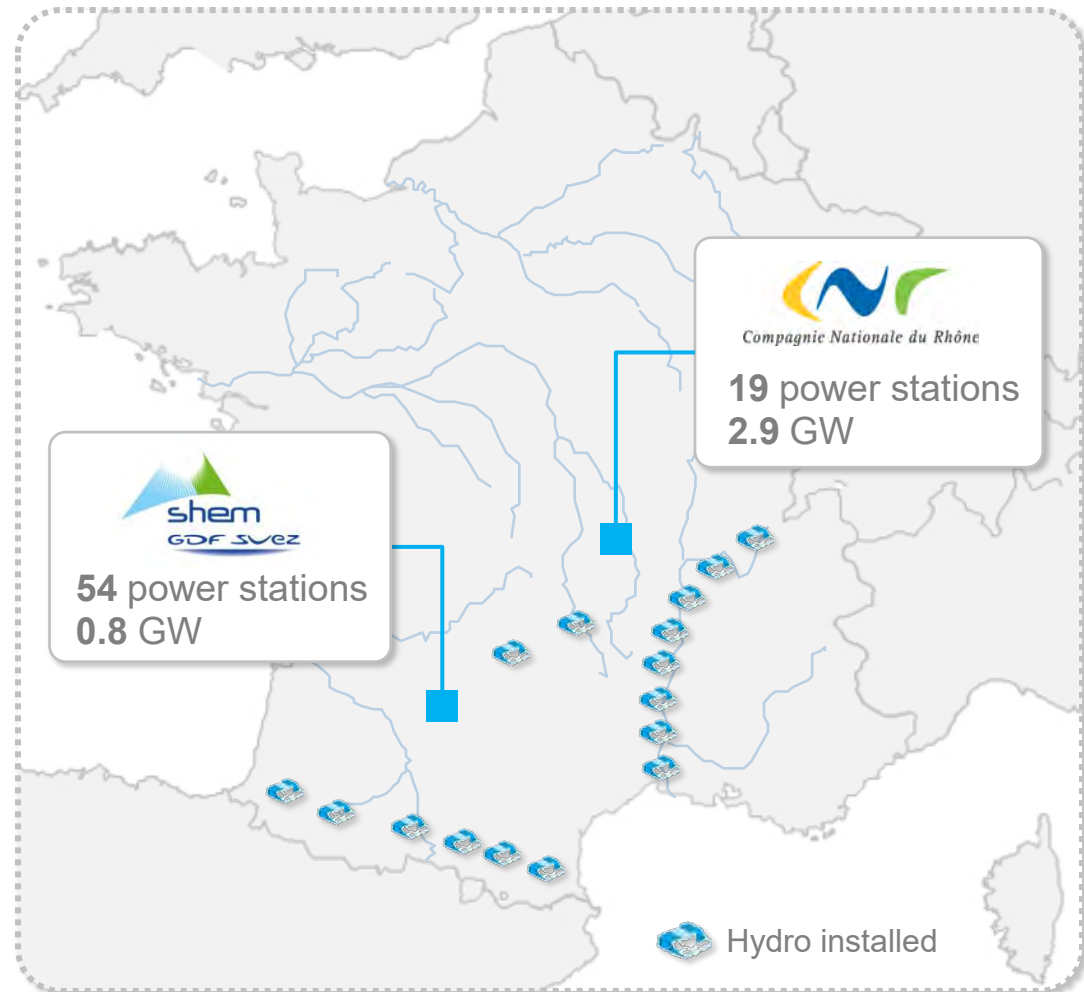 CNR
Compagnie Nationale du Rhône
19 power stations
2.9 GW
shem
GDF SUEZ
54 power stations
0.8 GW
Hydro installed